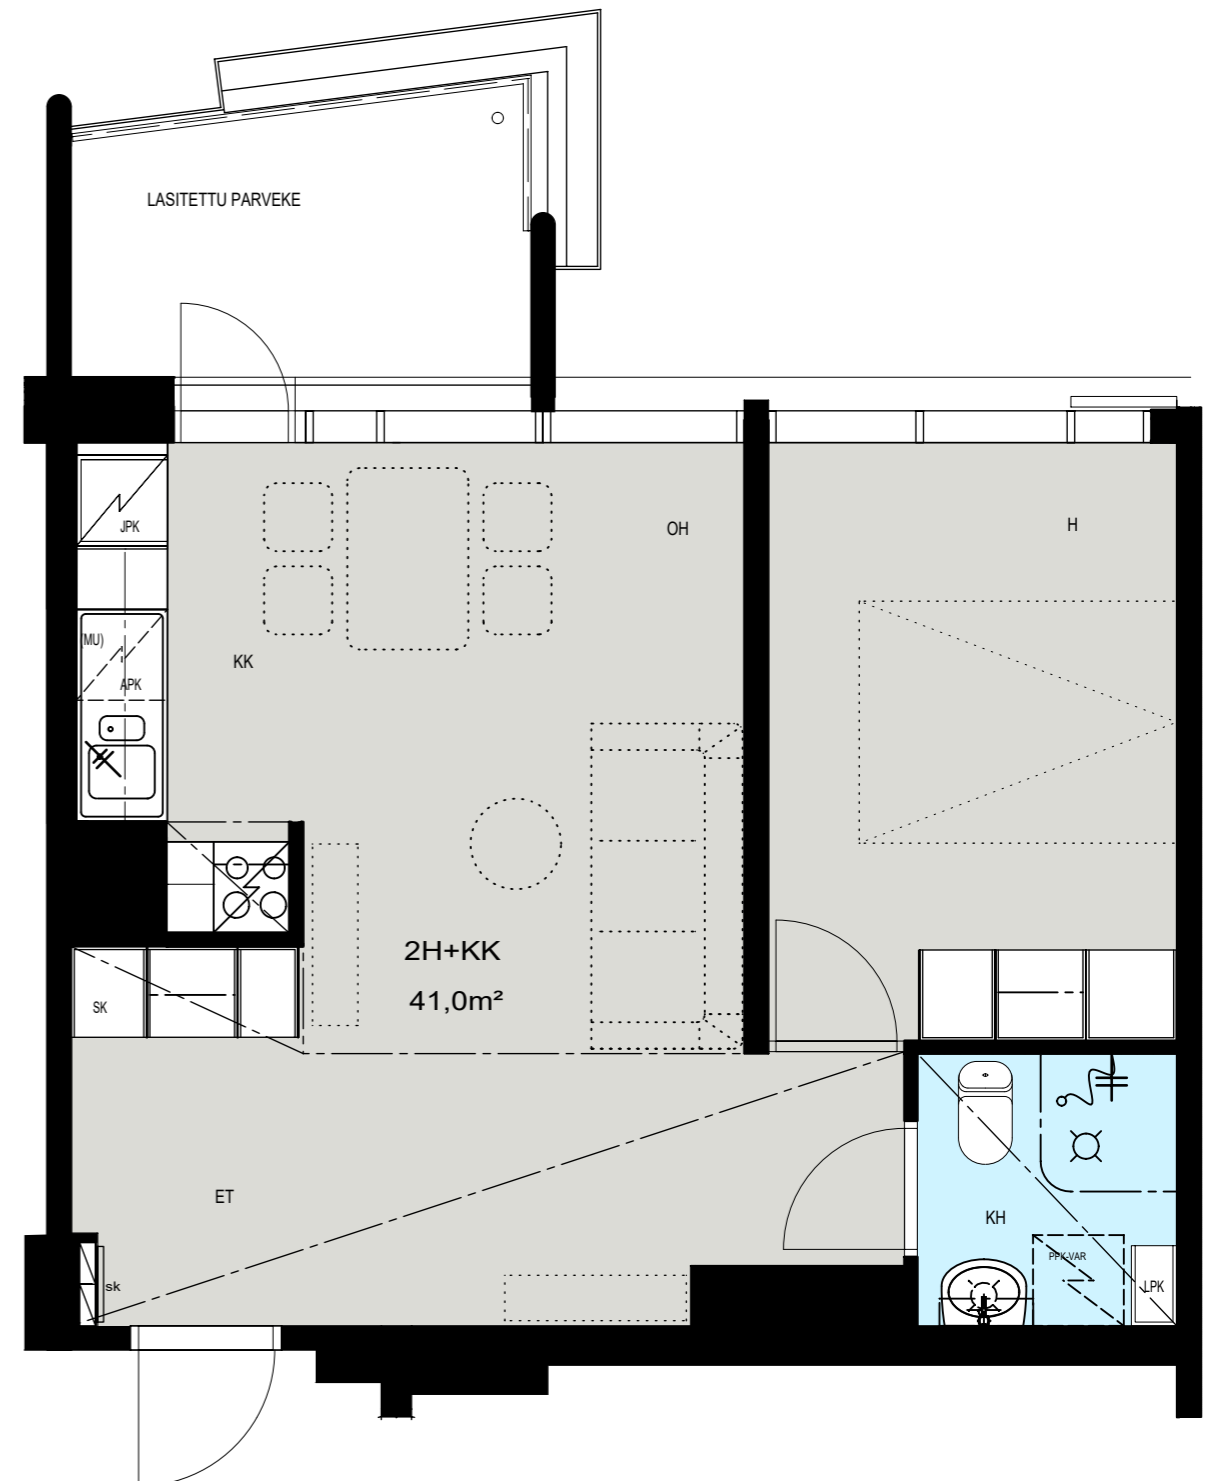 LASITETTU PARVEKE
JPK
OH
H
(MU)
KK
APK
2H+KK
41,0m²
SK
ET
KH
PPK-VAR
sk
LPK